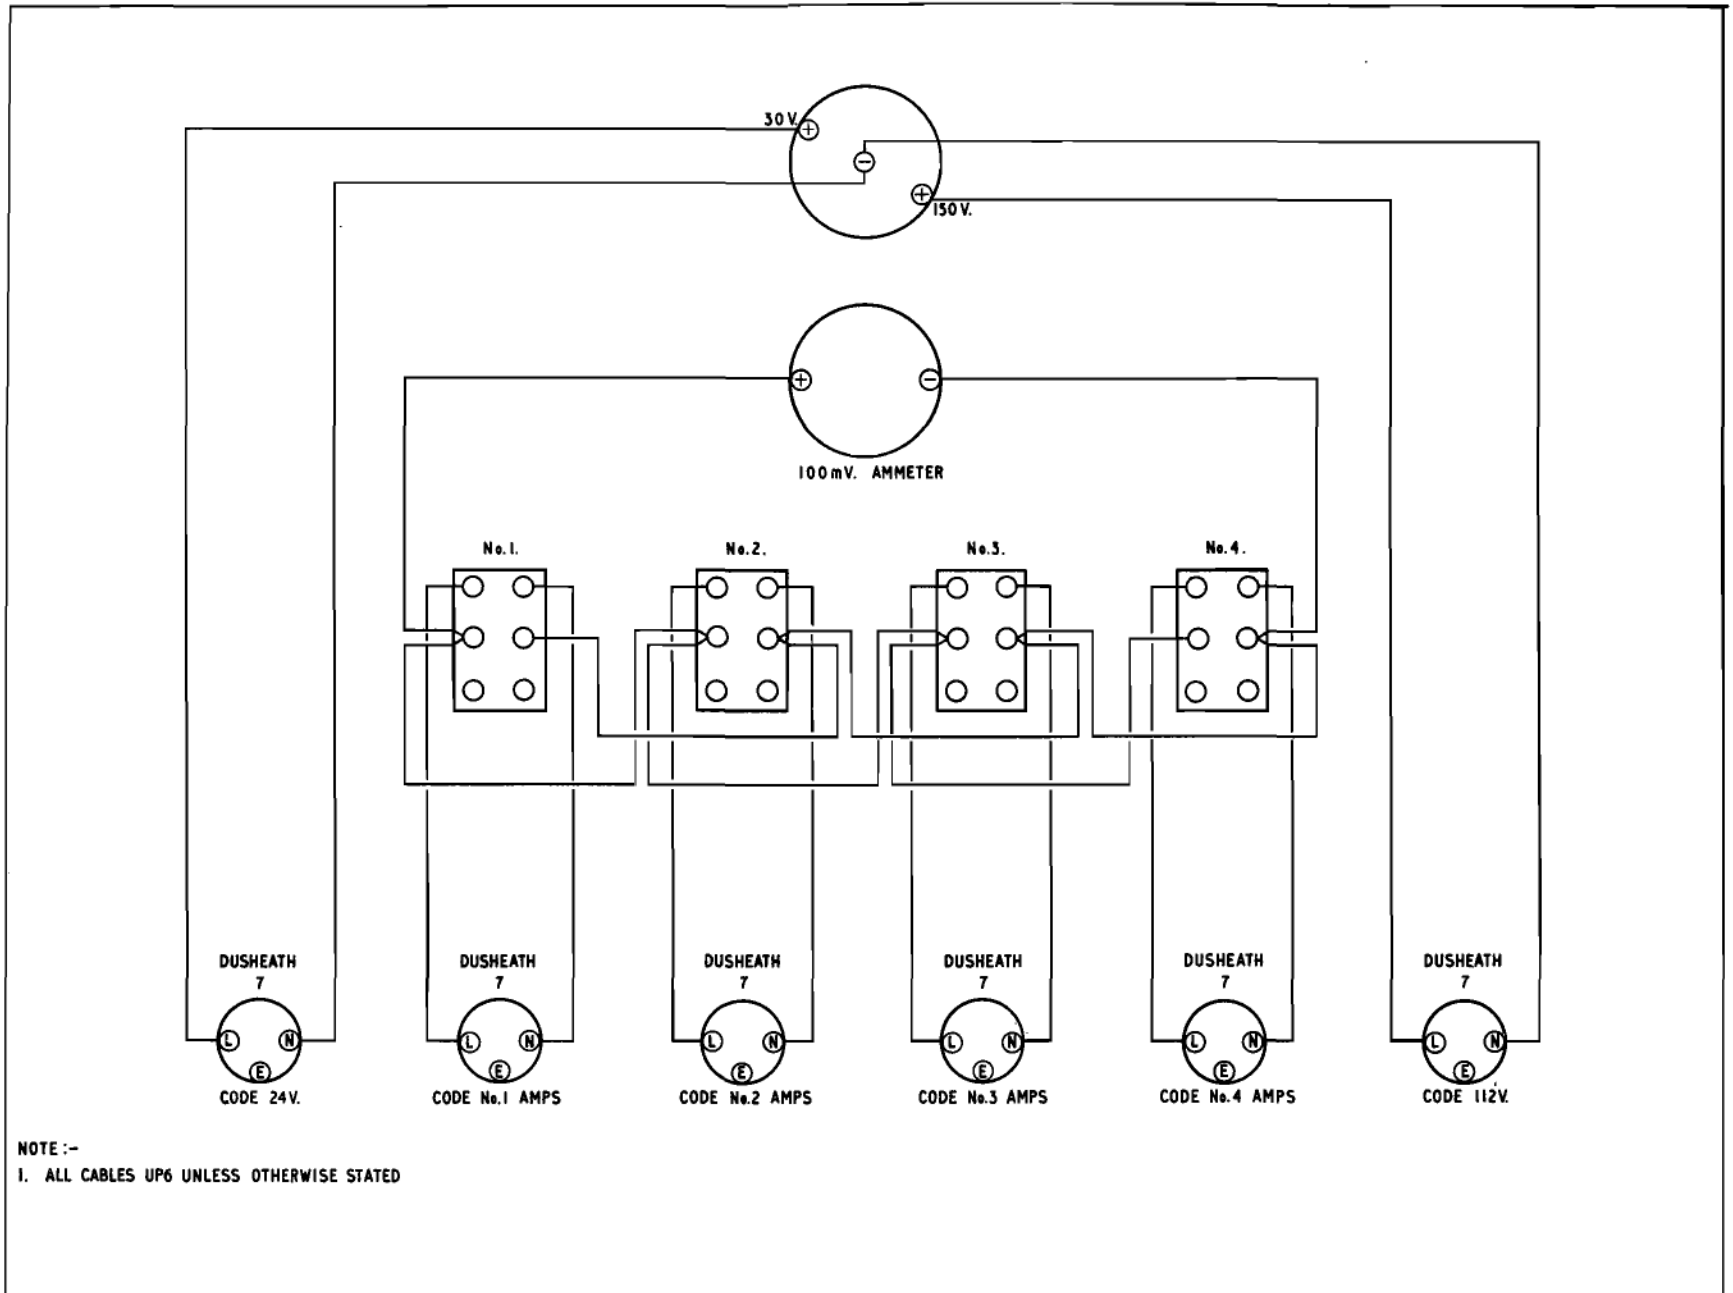 30V.
150V.
100mV. AMMETER
No.1. No.2. No.3. No.4.
DUSHEATH DUSHEATH DUSHEATH DUSHEATH DUSHEATH DUSHEATH
7 7 7 7 7 7
L N L N L N L N L N L N
E E E E E E
CODE 24V. CODE No.1 AMPS CODE No.2 AMPS CODE No.3 AMPS CODE No.4 AMPS CODE 112V.
NOTE :-
1. ALL CABLES UP6 UNLESS OTHERWISE STATED